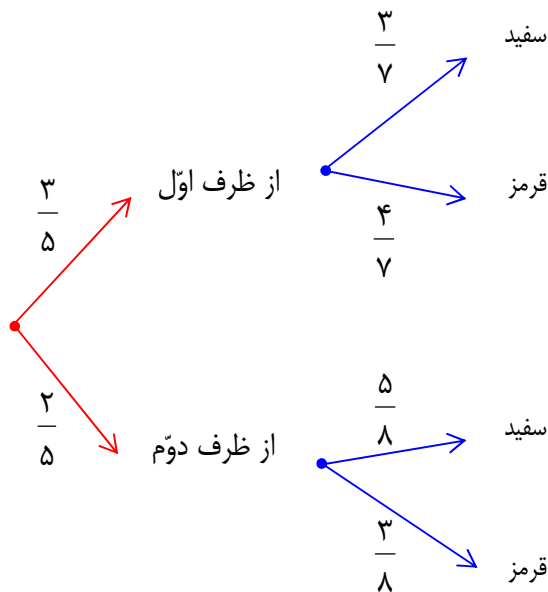 ۳/۷
سفید
۳/۵
از ظرف اوّل
۴/۷
قرمز
۲/۵
از ظرف دوّم
۵/۸
سفید
۳/۸
قرمز